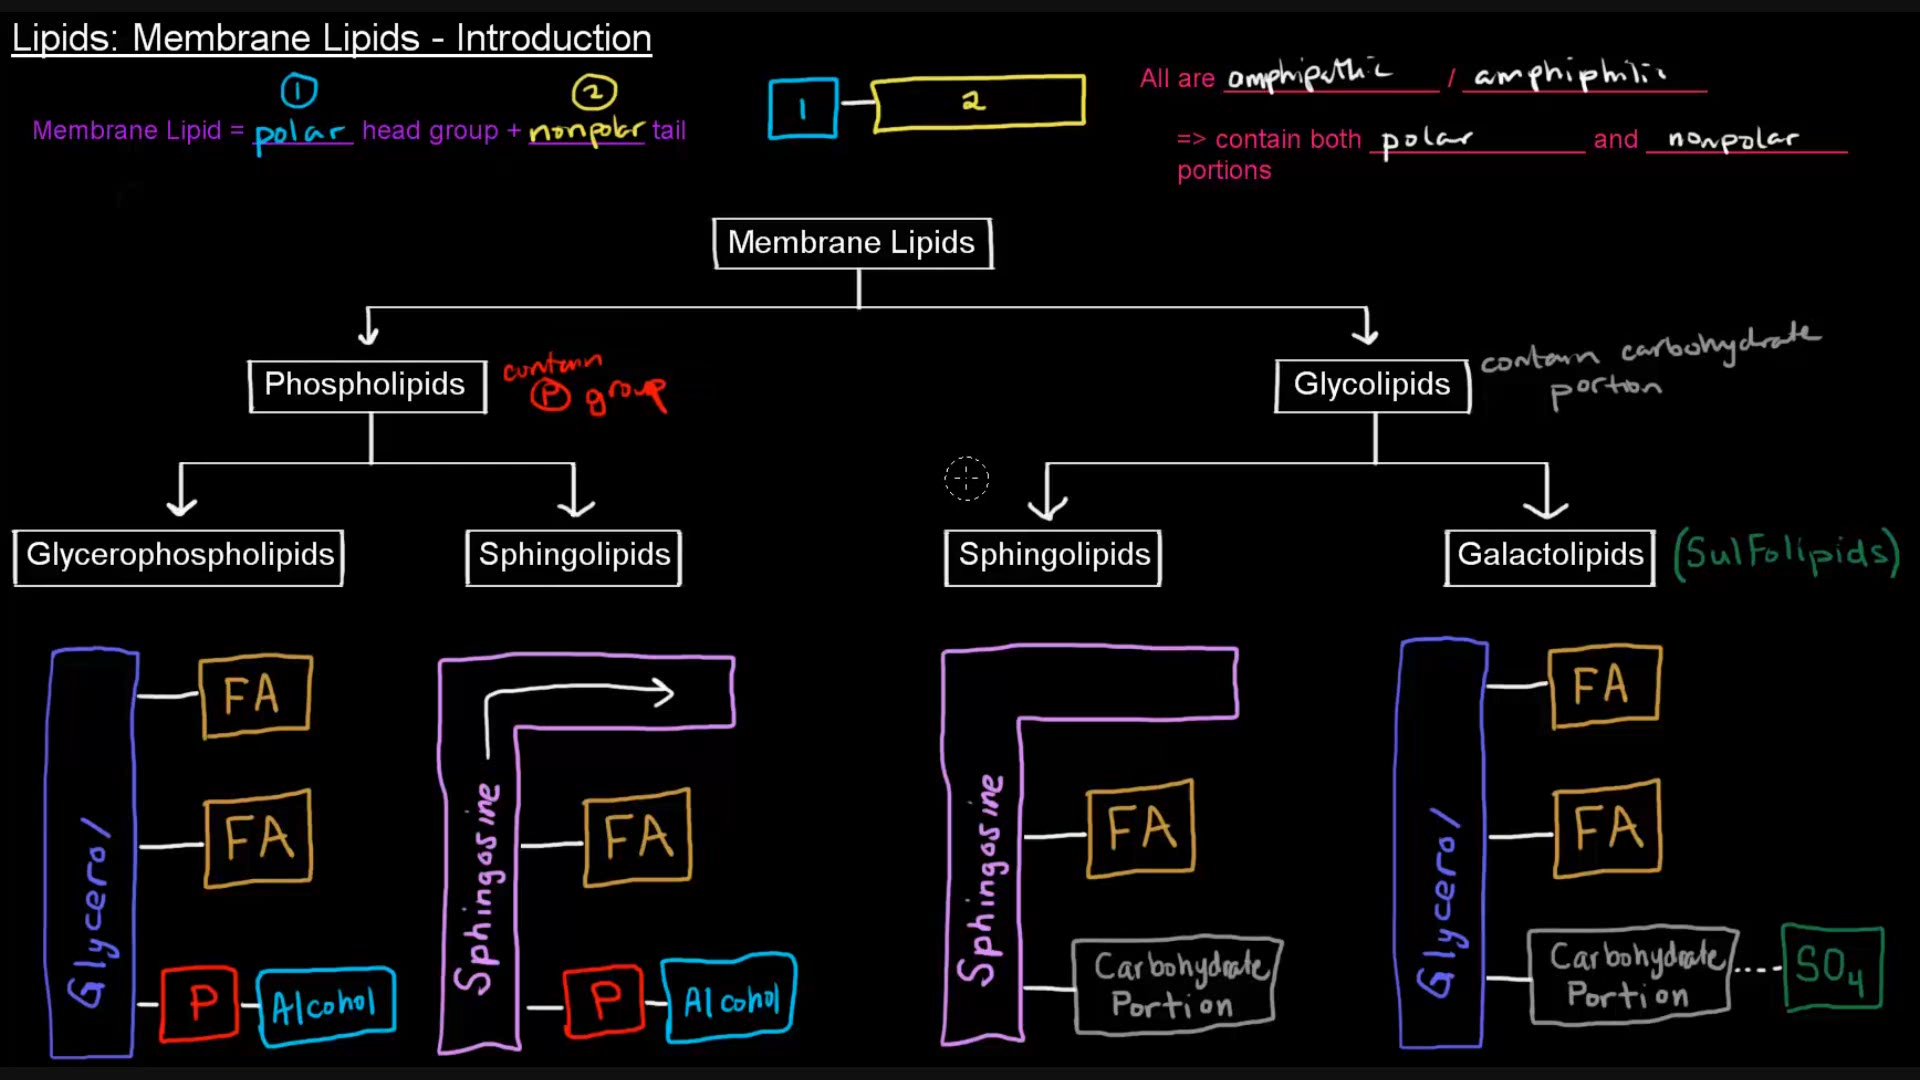 Lipids: Membrane Lipids - Introduction
1 2
Membrane Lipid = polar head group + nonpolar tail
1 2
All are amphipathic / amphiphilic
=> contain both polar and nonpolar
portions
Membrane Lipids
Phospholipids
contain
P group
Glycolipids
contain carbohydrate
portion
Glycerophospholipids
Sphingolipids
Sphingolipids
Galactolipids
(Sulfolipids)
Glycerol
FA
FA
P
Alcohol
Sphingosine
FA
P
Alcohol
Sphingosine
FA
Carbohydrate
Portion
Glycerol
FA
FA
Carbohydrate
Portion
SO4